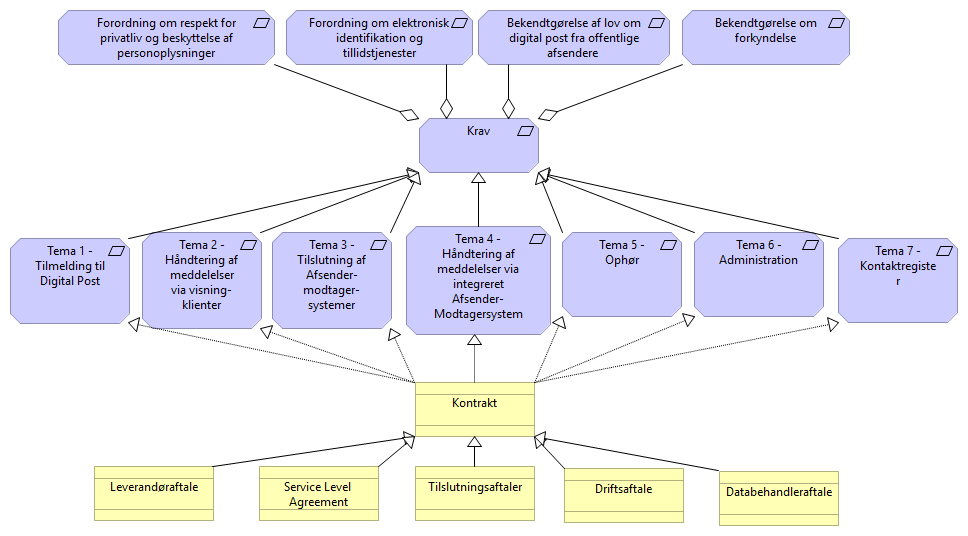 Forordning om respekt for
privatliv og beskyttelse af
personoplysninger
Forordning om elektronisk
identifikation og
tillidstjenester
Bekendtgørelse af lov om
digital post fra offentlige
afsendere
Bekendtgørelse om
forkyndelse
Krav
Tema 1 -
Tilmelding til
Digital Post
Tema 2 -
Håndtering af
meddelelser
via visning-
klienter
Tema 3 -
Tilslutning af
Afsender-
modtager-
systemer
Tema 4 -
Håndtering af
meddelelser via
integreret
Afsender-
Modtagersystem
Tema 5 -
Ophør
Tema 6 -
Administration
Tema 7 -
Kontaktregiste
r
Kontrakt
Leverandøraftale
Service Level
Agreement
Tilslutningsaftaler
Driftsaftale
Databehandleraftale